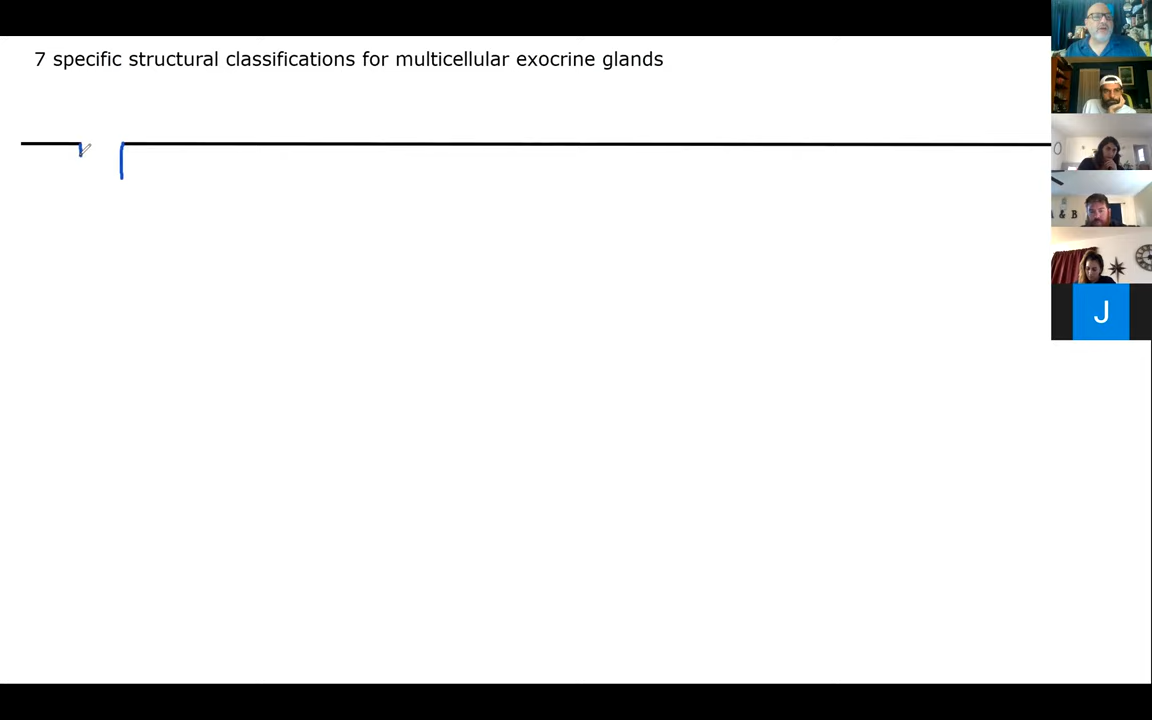 7 specific structural classifications for multicellular exocrine glands
A & B
J